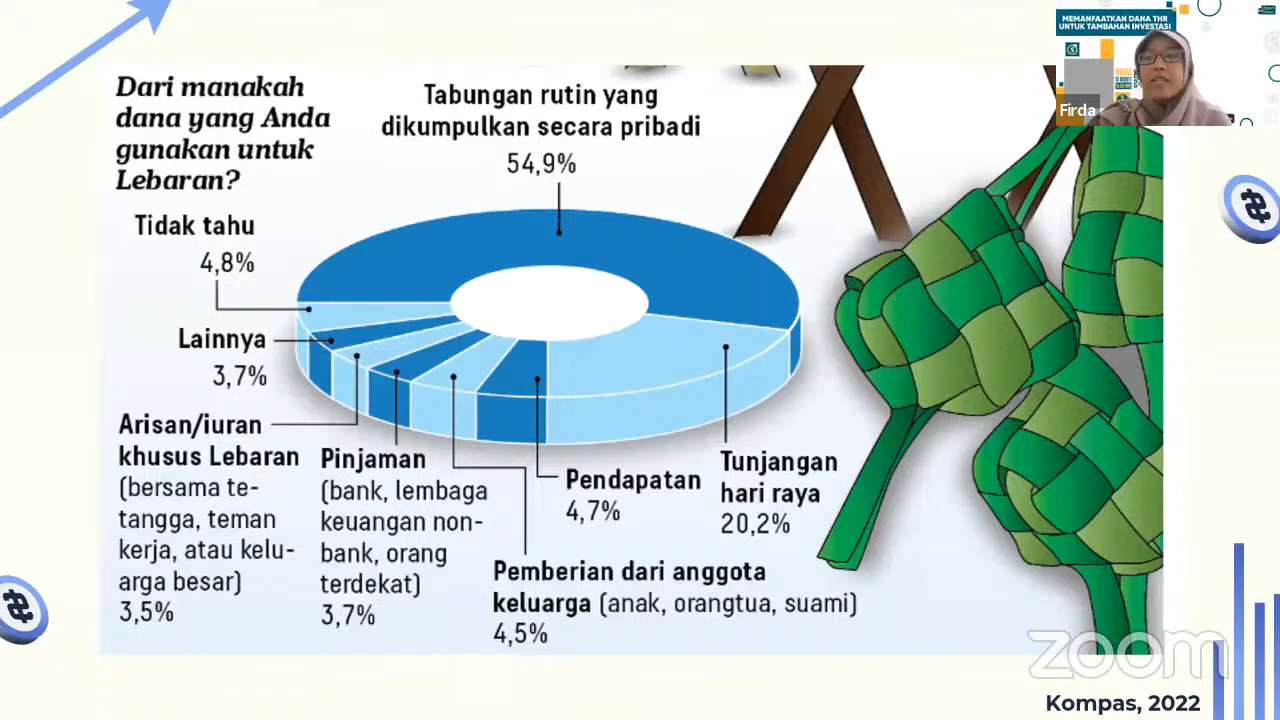 MEMANFAATKAN DANA THR
UNTUK TAMBAHAN INVESTASI
Firda
Dari manakah
dana yang Anda
gunakan untuk
Lebaran?
Tabungan rutin yang
dikumpulkan secara pribadi
54,9%
Tidak tahu
4,8%
Lainnya
3,7%
Arisan/iuran
khusus Lebaran
(bersama te-
tangga, teman
kerja, atau kelu-
arga besar)
3,5%
Pinjaman
(bank, lembaga
keuangan non-
bank, orang
terdekat)
3,7%
Pemberian dari anggota
keluarga (anak, orangtua, suami)
4,5%
Pendapatan
4,7%
Tunjangan
hari raya
20,2%
zoom
Kompas, 2022